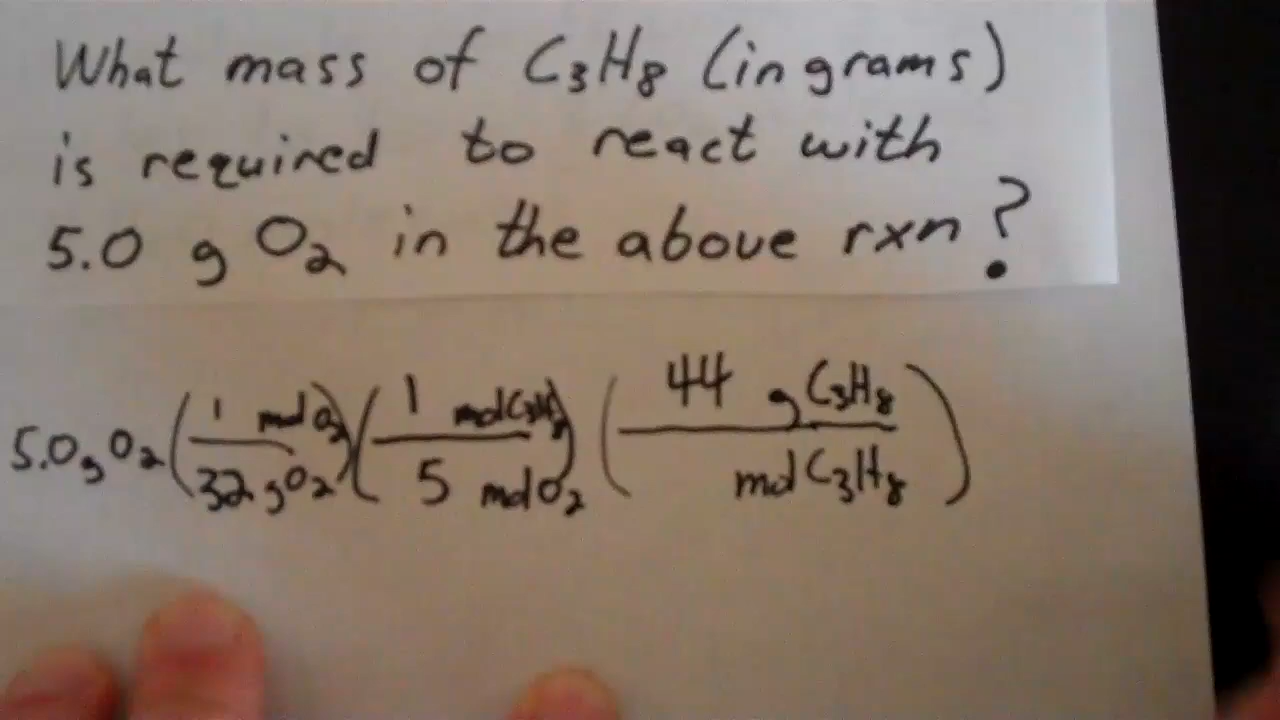 What mass of C₃H₈ (in grams)
is required to react with
5.0 g O₂ in the above rxn?
5.0 g O₂ (1 mol O₂ / 32 g O₂) (1 mol C₃H₈ / 5 mol O₂) (44 g C₃H₈ / mol C₃H₈)